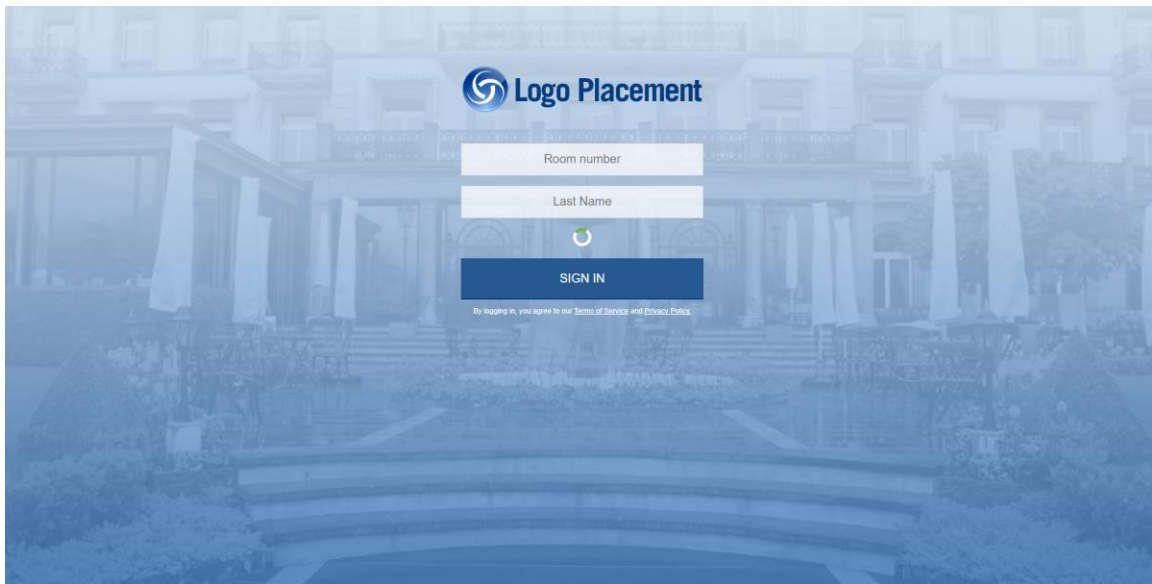 Logo Placement
Room number
Last Name
SIGN IN
By logging in, you agree to our Terms of Service and Privacy Policy.